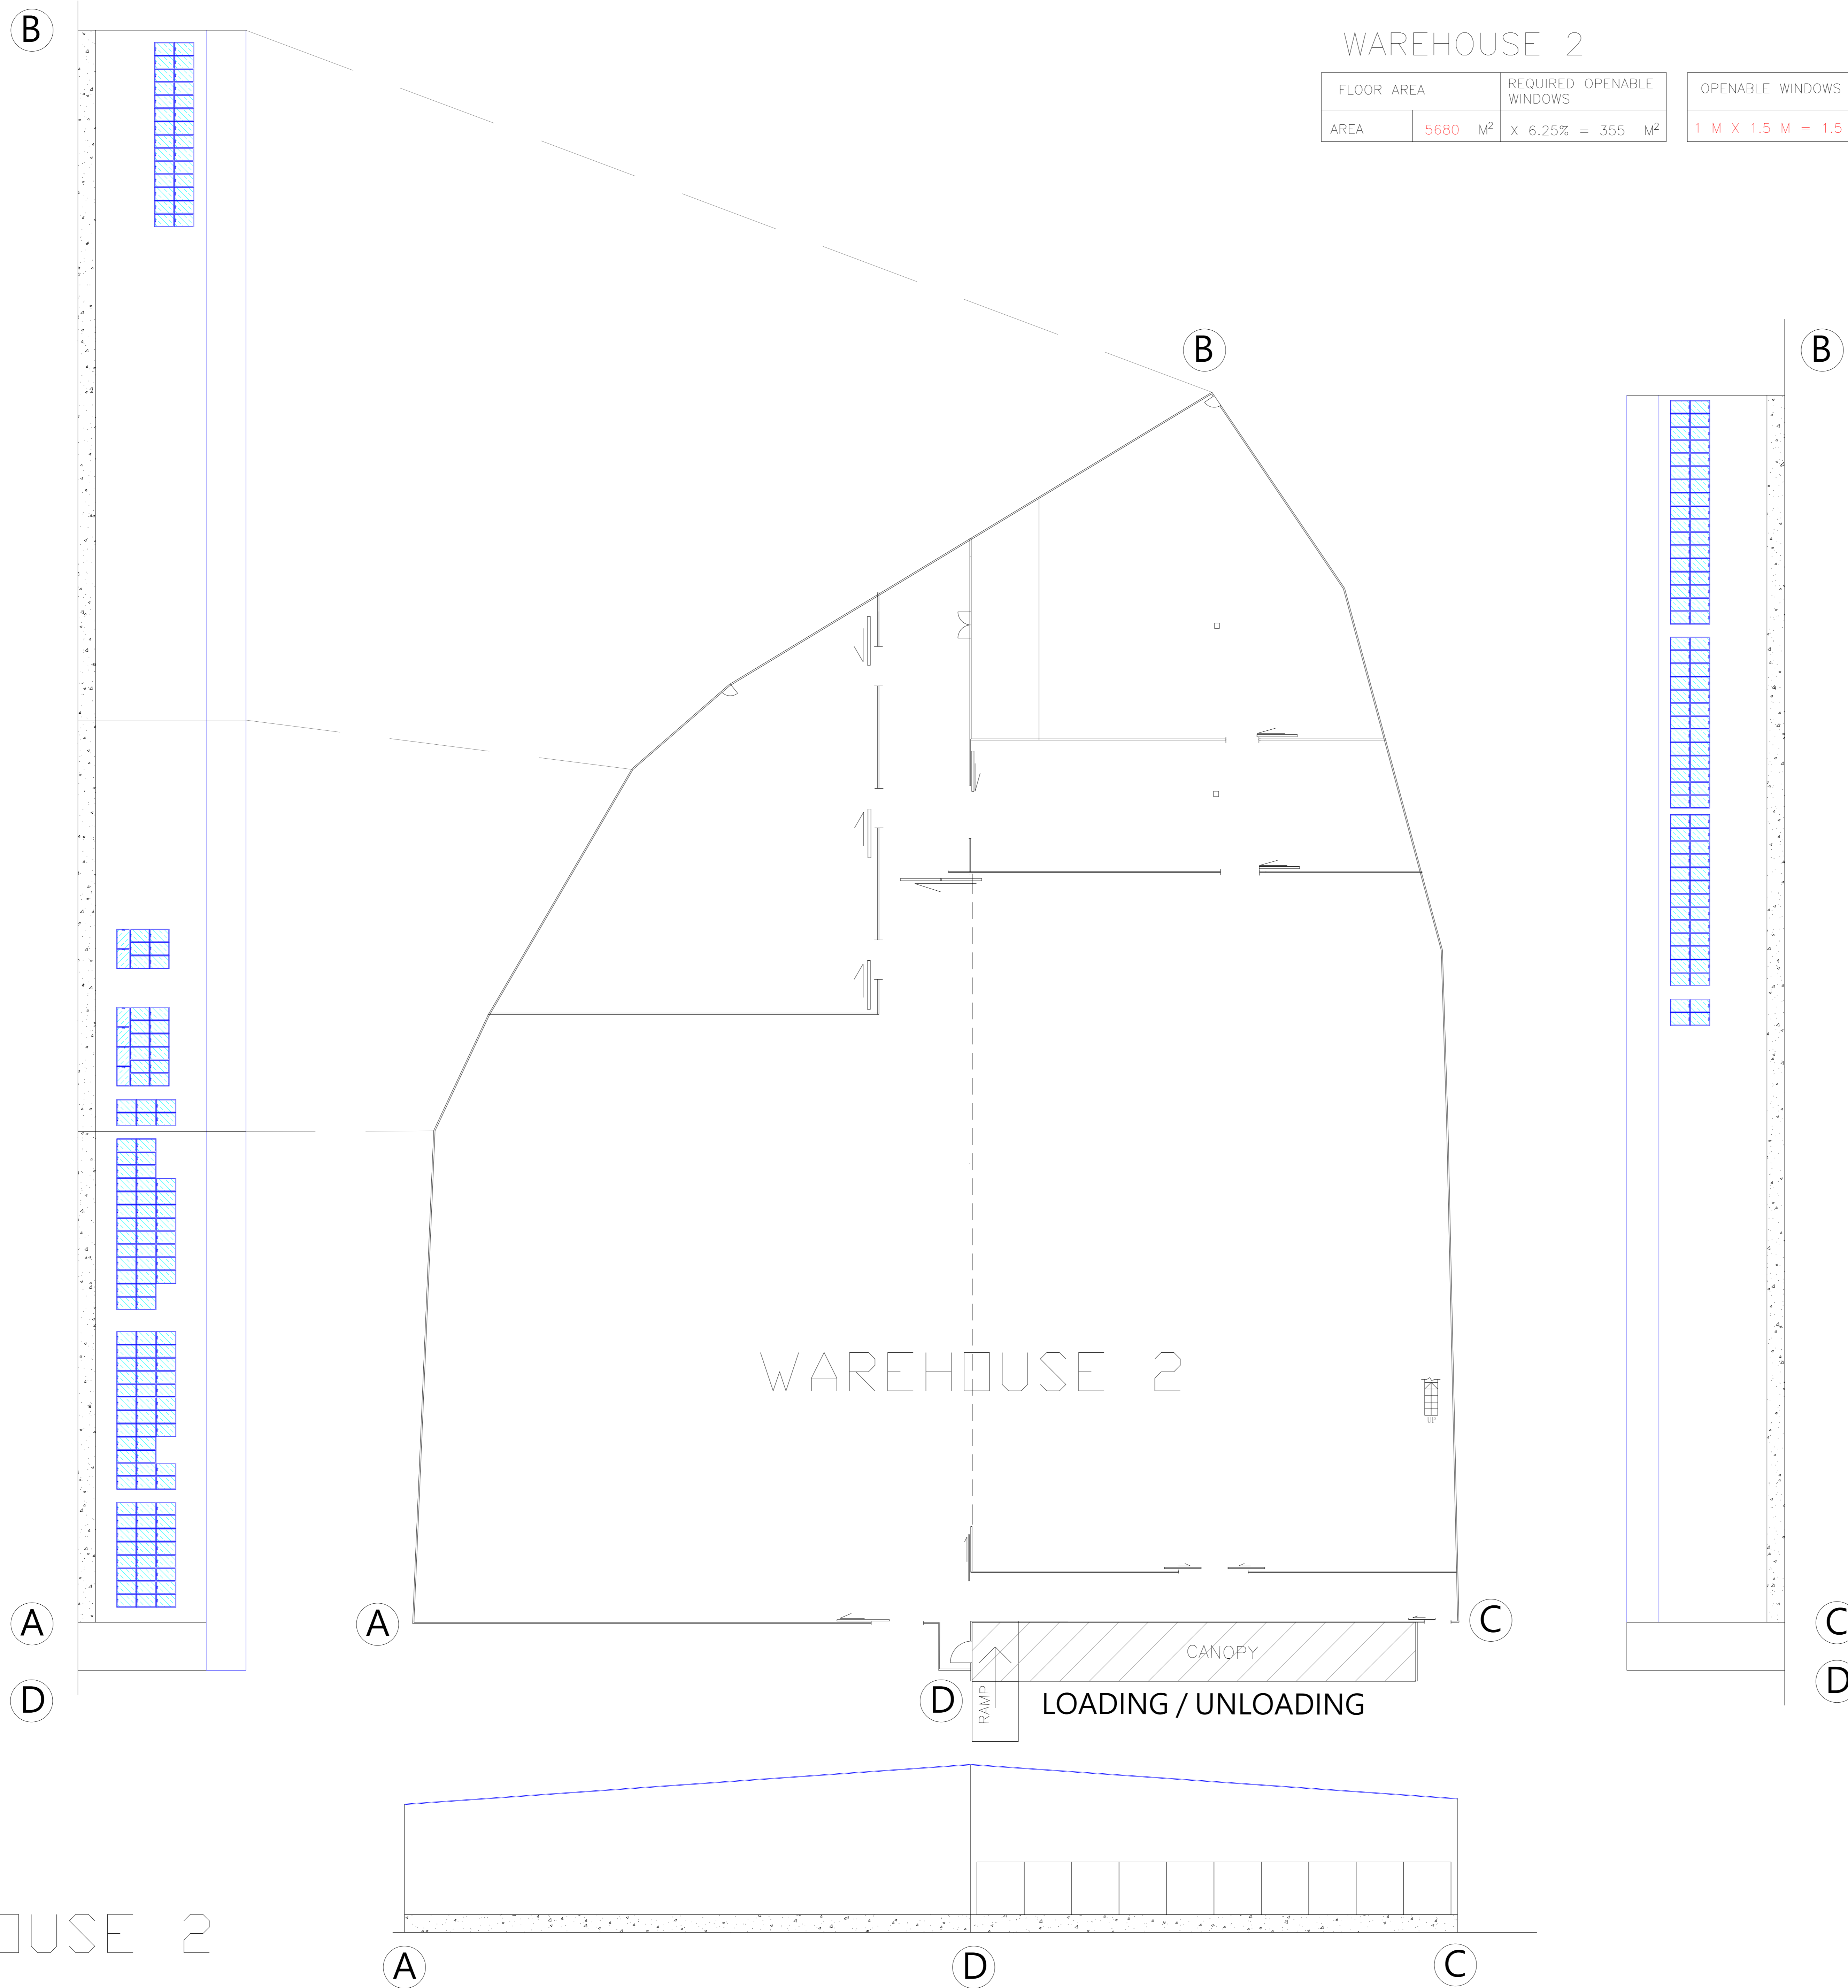 B
WAREHOUSE 2
FLOOR AREA
REQUIRED OPENABLE
WINDOWS
OPENABLE WINDOWS
AREA
5680 M²
X 6.25% = 355 M²
1 M X 1.5 M = 1.5
B
B
WAREHOUSE 2
UP
A
A
C
C
CANOPY
D
D
RAMP
LOADING / UNLOADING
D
OUSE 2
A
D
C